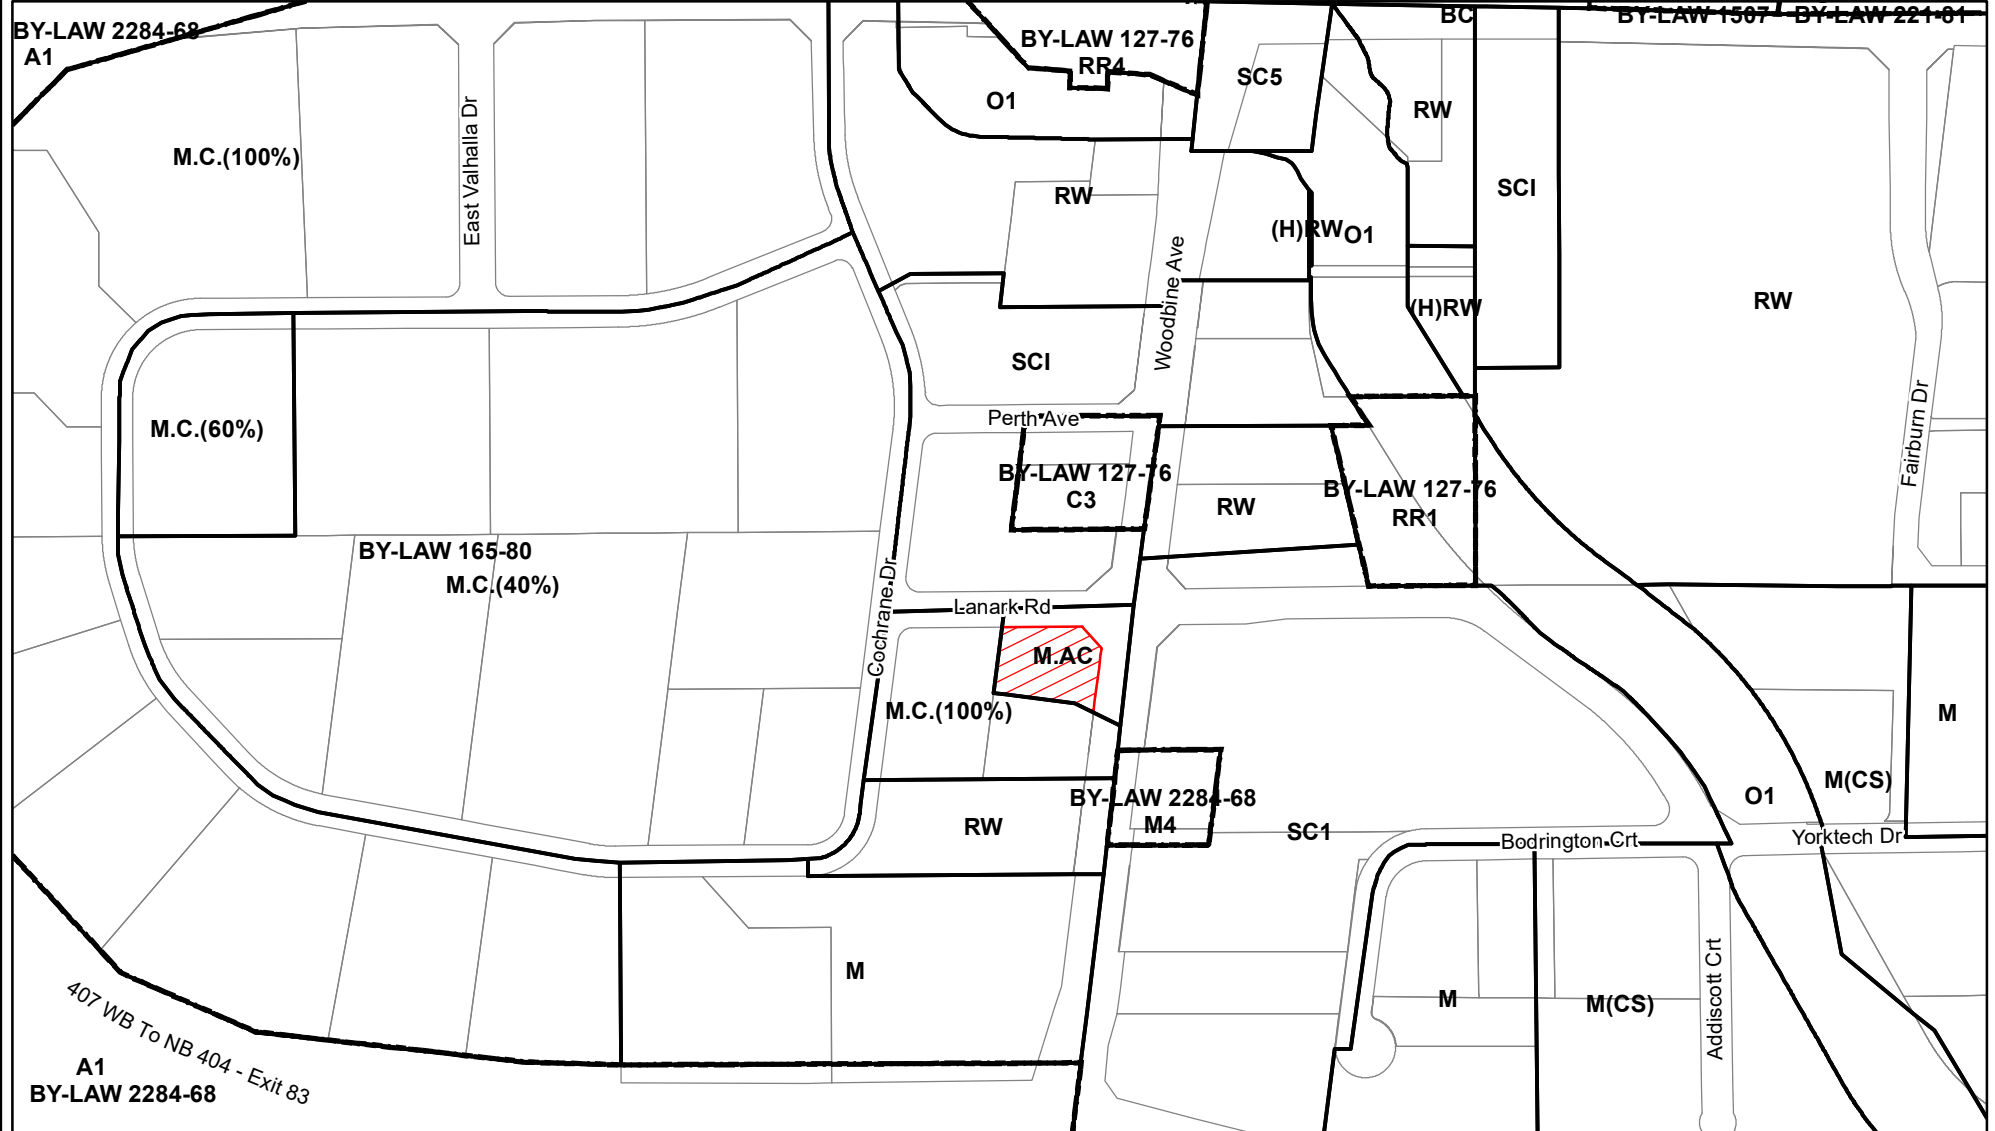 BC
BY-LAW 1507
BY-LAW 221-81
BY-LAW 2284-68
A1
BY-LAW 127-76
RR4
SC5
O1
RW
M.C.(100%)
East Valhalla Dr
RW
SCI
(H)RW
O1
Woodbine Ave
(H)RW
RW
SCI
Perth Ave
M.C.(60%)
Fairburn Dr
BY-LAW 127-76
C3
RW
BY-LAW 127-76
RR1
BY-LAW 165-80
M.C.(40%)
Cochrane Dr
Lanark Rd
M.AC
M.C.(100%)
M
BY-LAW 2284-68
M4
RW
SC1
O1
M(CS)
Bodrington Crt
Yorktech Dr
M
M
M(CS)
Addiscott Crt
407 WB To NB 404 - Exit 83
A1
BY-LAW 2284-68